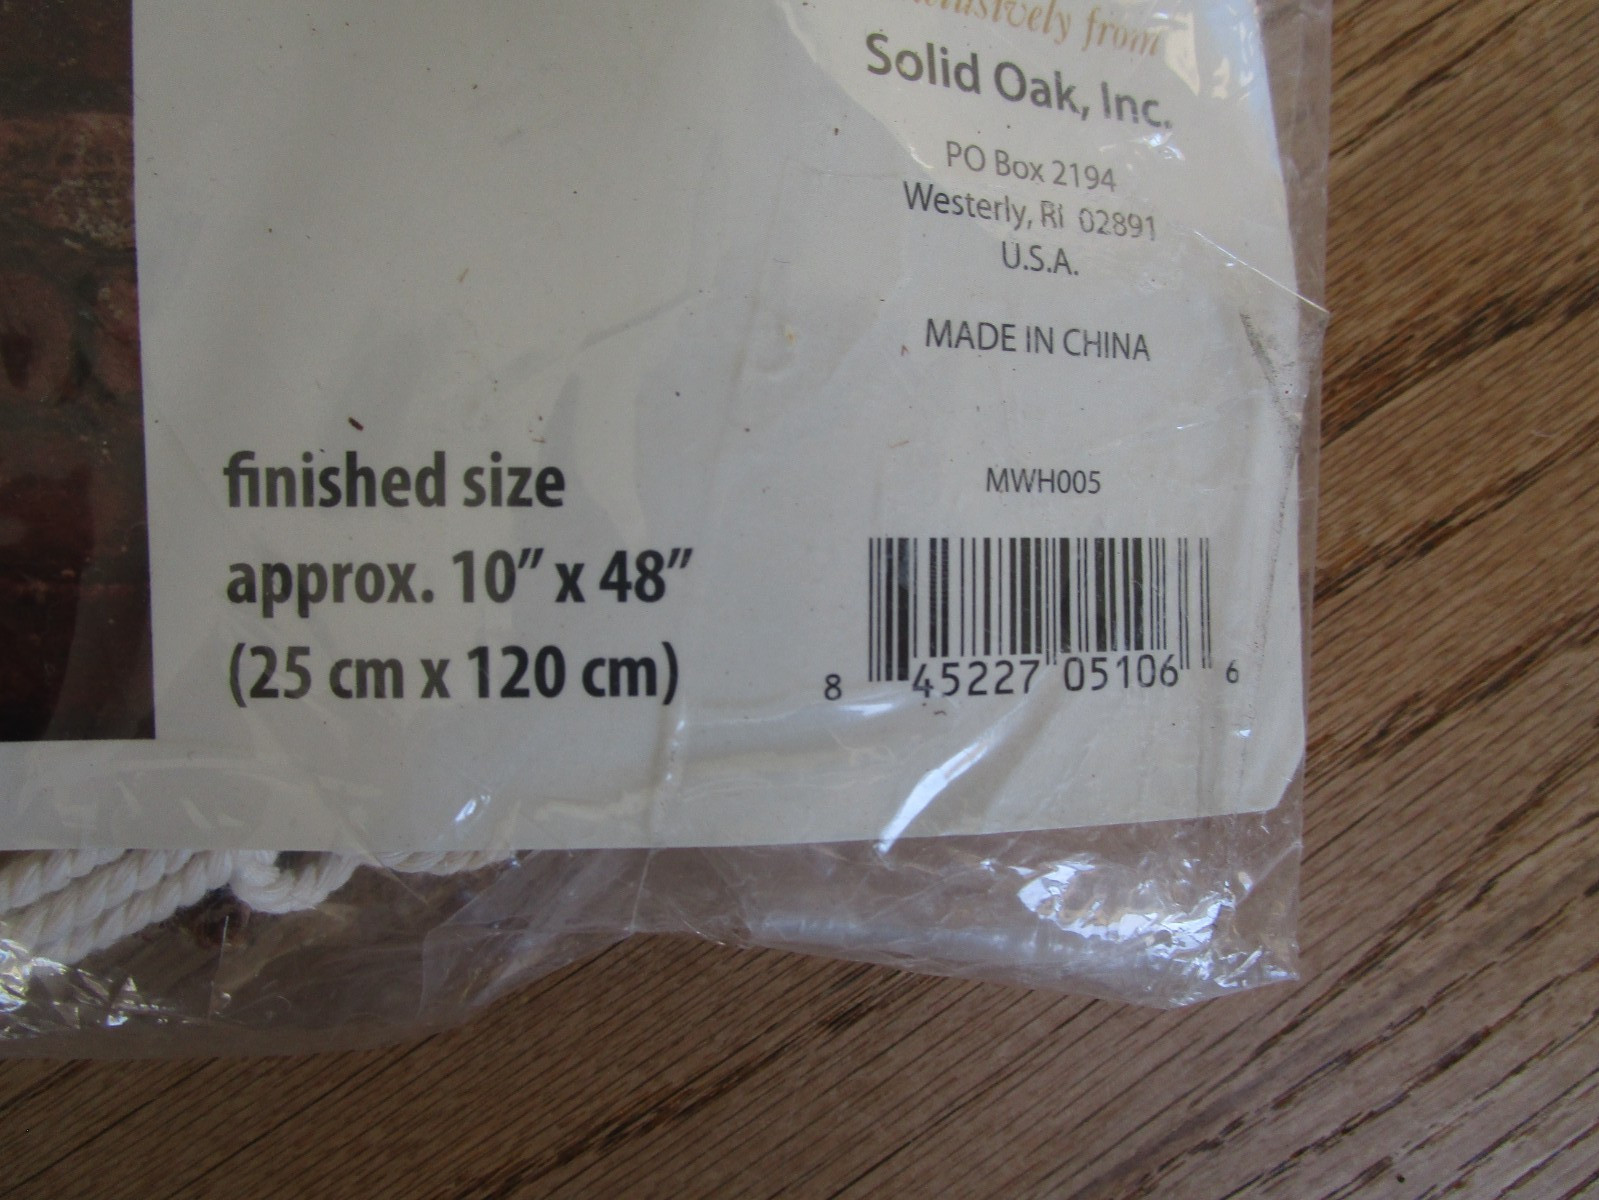 from
Solid Oak, Inc.
PO Box 2194
Westerly, RI 02891
U.S.A.
MADE IN CHINA
MWH005
finished size
approx. 10” x 48”
(25 cm x 120 cm)
8 45227 05106 6